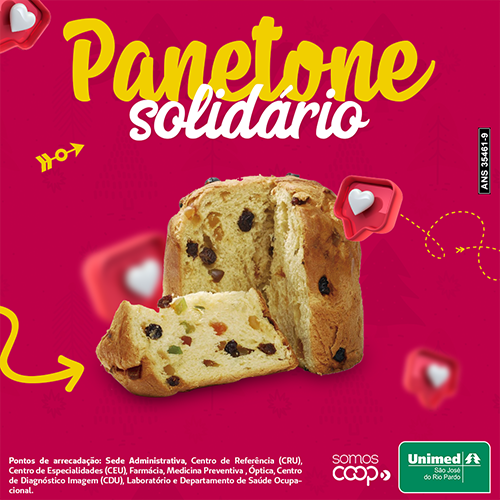 Panetone
solidário
ANS 35461-9
Pontos de arrecadação: Sede Administrativa, Centro de Referência (CRU),
Centro de Especialidades (CEU), Farmácia, Medicina Preventiva , Óptica, Centro
de Diagnóstico Imagem (CDU), Laboratório e Departamento de Saúde Ocupa-
cional.
somos
coop
Unimed
São José
do Rio Pardo